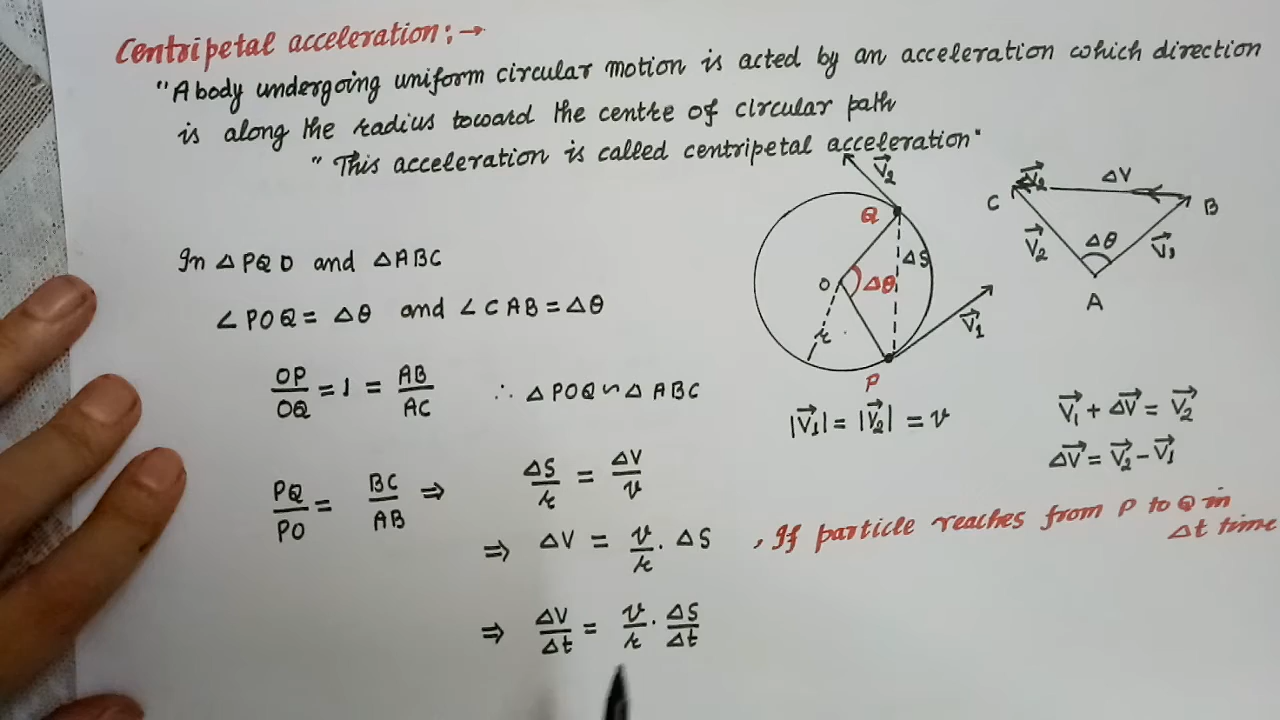 Centripetal acceleration:→
"A body undergoing uniform circular motion is acted by an acceleration which direction
is along the radius toward the centre of circular path
" This acceleration is called centripetal acceleration"
In △PQO and △ABC
∠POQ = Δθ and ∠CAB = Δθ
OP/OQ = 1 = AB/AC ∴ △POQ ∽ △ABC
PQ/PO = BC/AB ⇒ ΔS/r = ΔV/v
⇒ ΔV = v/r . ΔS , If particle reaches from P to Q in
Δt time
⇒ ΔV/Δt = v/r . ΔS/Δt
V⃗₂
Q
ΔS
O
Δθ
r
V⃗₁
P
|V⃗₁| = |V⃗₂| = v
ΔV
C
B
V⃗₂
Δθ
V⃗₁
A
V⃗₁ + ΔV⃗ = V⃗₂
ΔV⃗ = V⃗₂ - V⃗₁